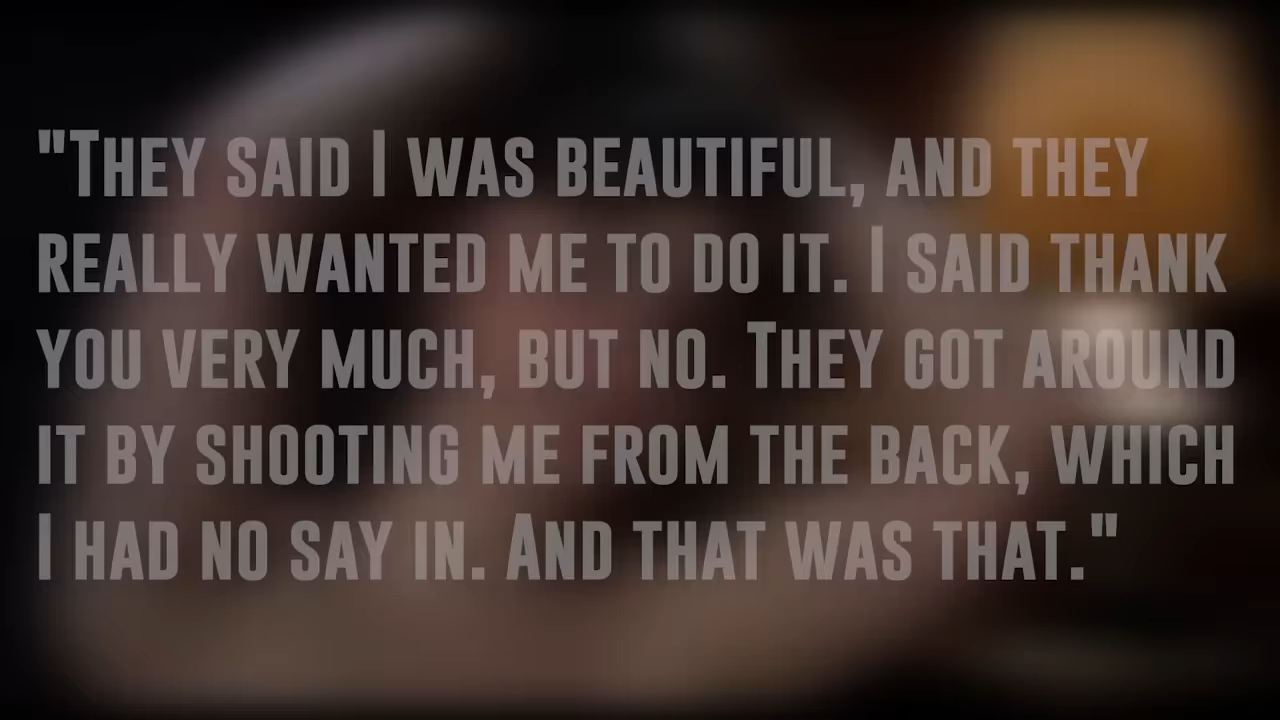 "They said I was beautiful, and they
really wanted me to do it. I said thank
you very much, but no. They got around
it by shooting me from the back, which
I had no say in. And that was that."